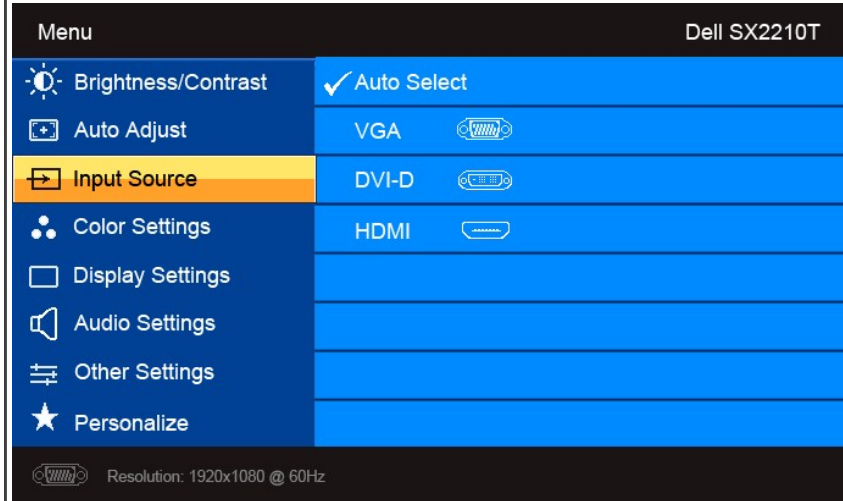 Menu Dell SX2210T
Brightness/Contrast Auto Select
Auto Adjust VGA
Input Source DVI-D
Color Settings HDMI
Display Settings
Audio Settings
Other Settings
Personalize
Resolution: 1920x1080 @ 60Hz